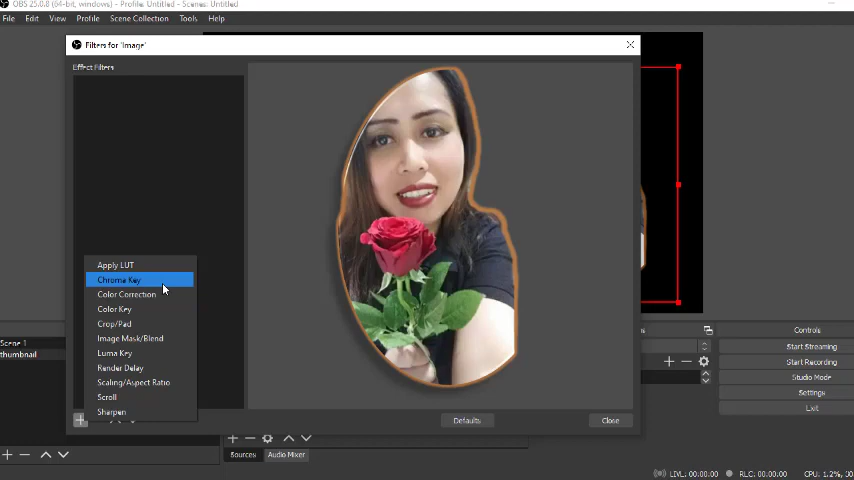 OBS 25.0.8 (64-bit, windows) - Profile: Untitled - Scenes: Untitled
File Edit View Profile Scene Collection Tools Help
Filters for 'Image'
Effect Filters
Apply LUT
Chroma Key
Color Correction
Color Key
Crop/Pad
Image Mask/Blend
Luma Key
Render Delay
Scaling/Aspect Ratio
Scroll
Sharpen
Defaults
Close
Scene 1
thumbnail
Controls
Start Streaming
Start Recording
Studio Mode
Settings
Exit
Sources Audio Mixer
LIVE: 00:00:00 REC: 00:00:00 CPU: 1.2%,